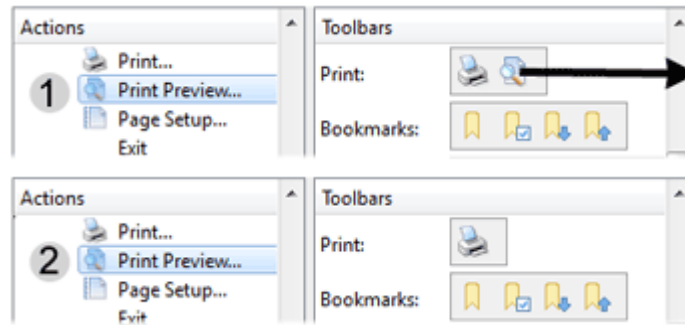 Actions
Print...
1 Print Preview...
Page Setup...
Exit
Toolbars
Print:
Bookmarks:
Actions
Print...
2 Print Preview...
Page Setup...
Exit
Toolbars
Print:
Bookmarks: